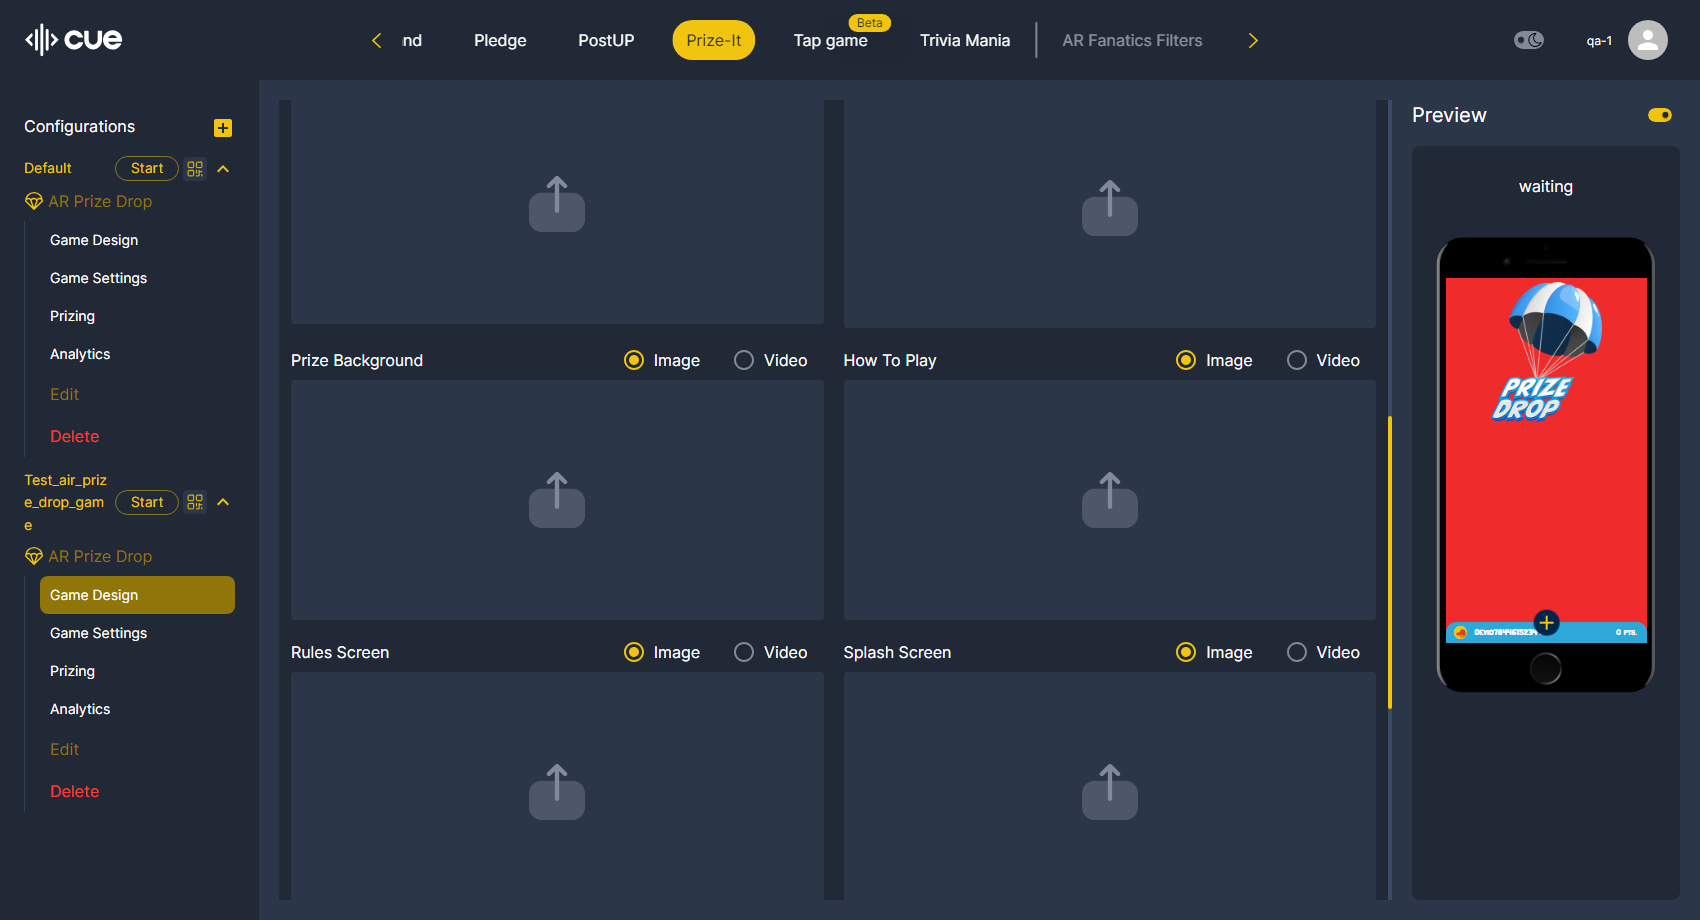 cue
nd
Pledge
PostUP
Prize-It
Beta
Tap game
Trivia Mania
AR Fanatics Filters
qa-1
Configurations
Default
Start
AR Prize Drop
Game Design
Game Settings
Prizing
Analytics
Edit
Delete
Test_air_priz
e_drop_gam
e
Start
AR Prize Drop
Game Design
Game Settings
Prizing
Analytics
Edit
Delete
Prize Background
Image
Video
How To Play
Image
Video
Rules Screen
Image
Video
Splash Screen
Image
Video
Preview
waiting
PRIZE
DROP
0 PTS.